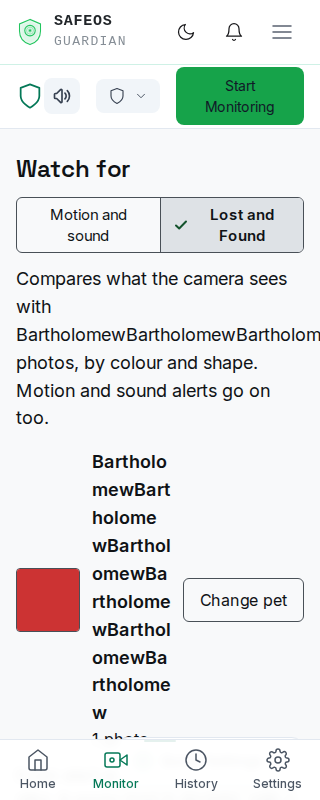 SAFEOS
GUARDIAN
Start
Monitoring
Watch for
Motion and
sound
Lost and
Found
Compares what the camera sees
with
BartholomewBartholomewBartholom
photos, by colour and shape.
Motion and sound alerts go on
too.
Bartholo
mewBart
holome
wBarthol
omewBa
rtholome
wBarthol
omewBa
rtholome
w
Change pet
1 photo
Home
Monitor
History
Settings